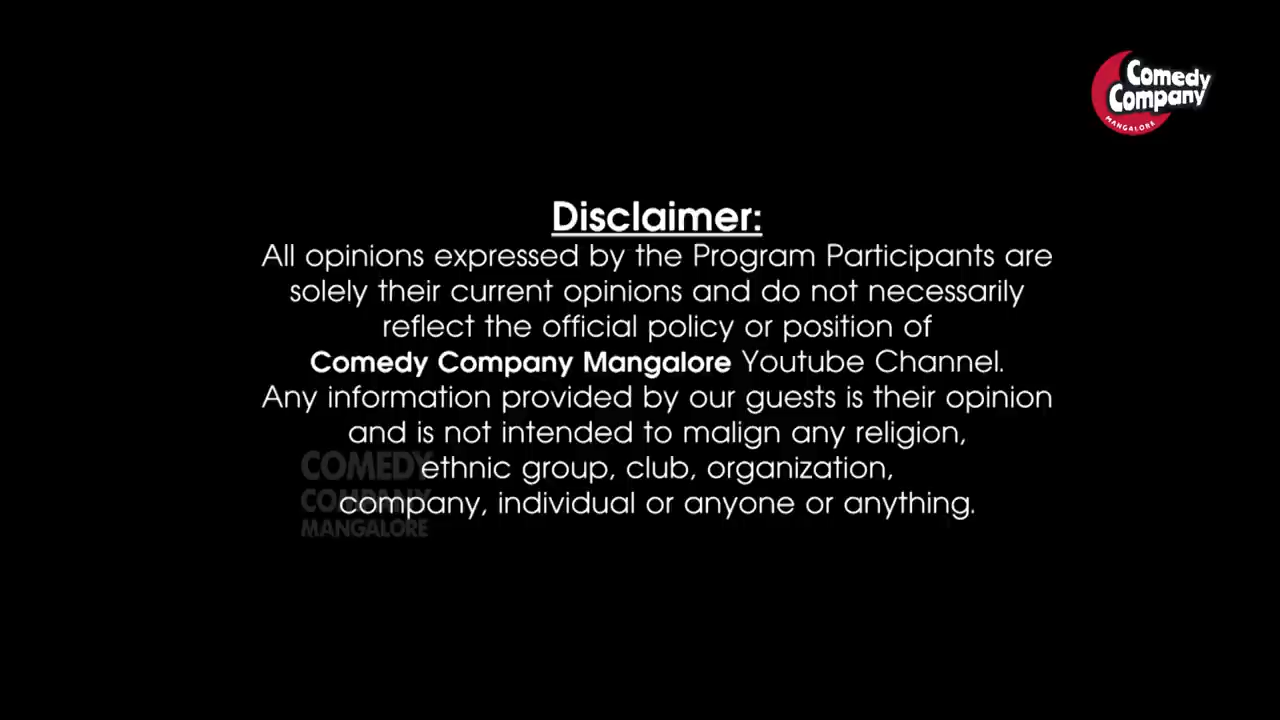 Comedy
Company
MANGALORE
Disclaimer:
All opinions expressed by the Program Participants are
solely their current opinions and do not necessarily
reflect the official policy or position of
Comedy Company Mangalore Youtube Channel.
Any information provided by our guests is their opinion
and is not intended to malign any religion,
ethnic group, club, organization,
company, individual or anyone or anything.
COMEDY
COMPANY
MANGALORE